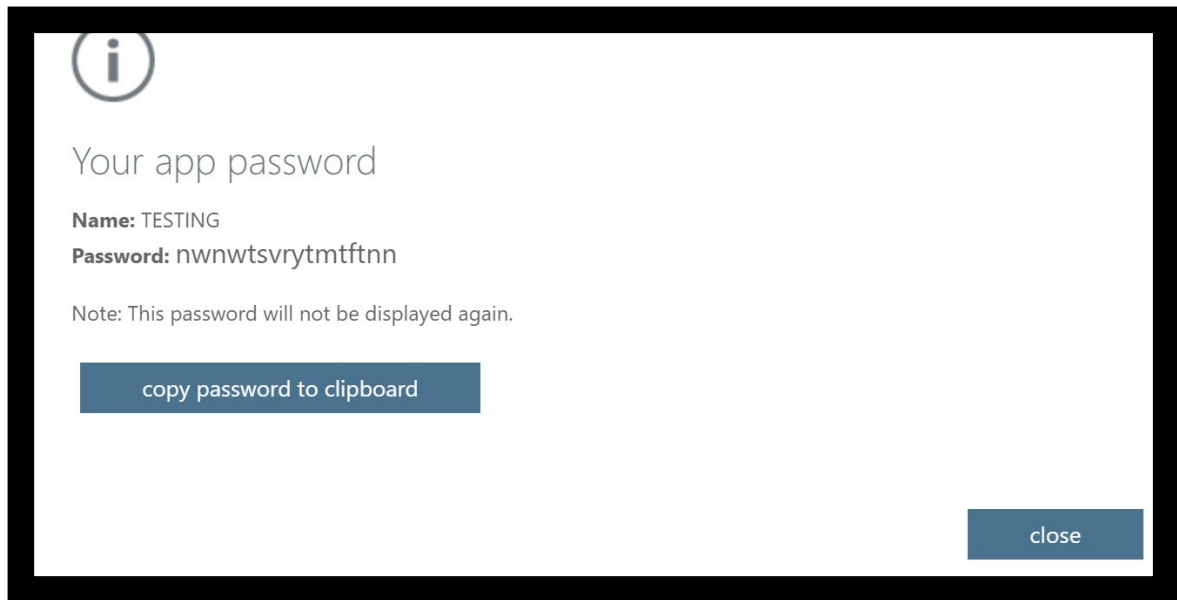 Your app password
Name: TESTING
Password: nwnwtsvrytmtftnn
Note: This password will not be displayed again.
copy password to clipboard
close